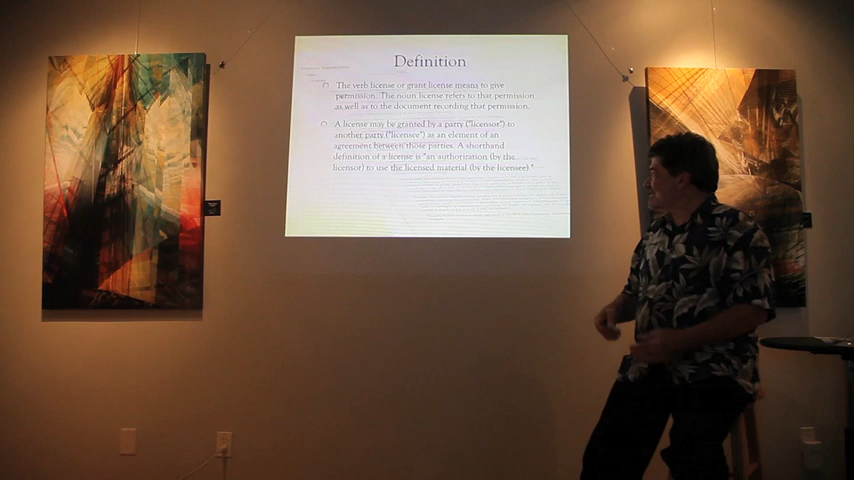 Definition
The verb license or grant license means to give
permission. The noun license refers to that permission
as well as to the document recording that permission.
A license may be granted by a party ("licensor") to
another party ("licensee") as an element of an
agreement between those parties. A shorthand
definition of a license is "an authorization (by the
licensor) to use the licensed material (by the licensee)."